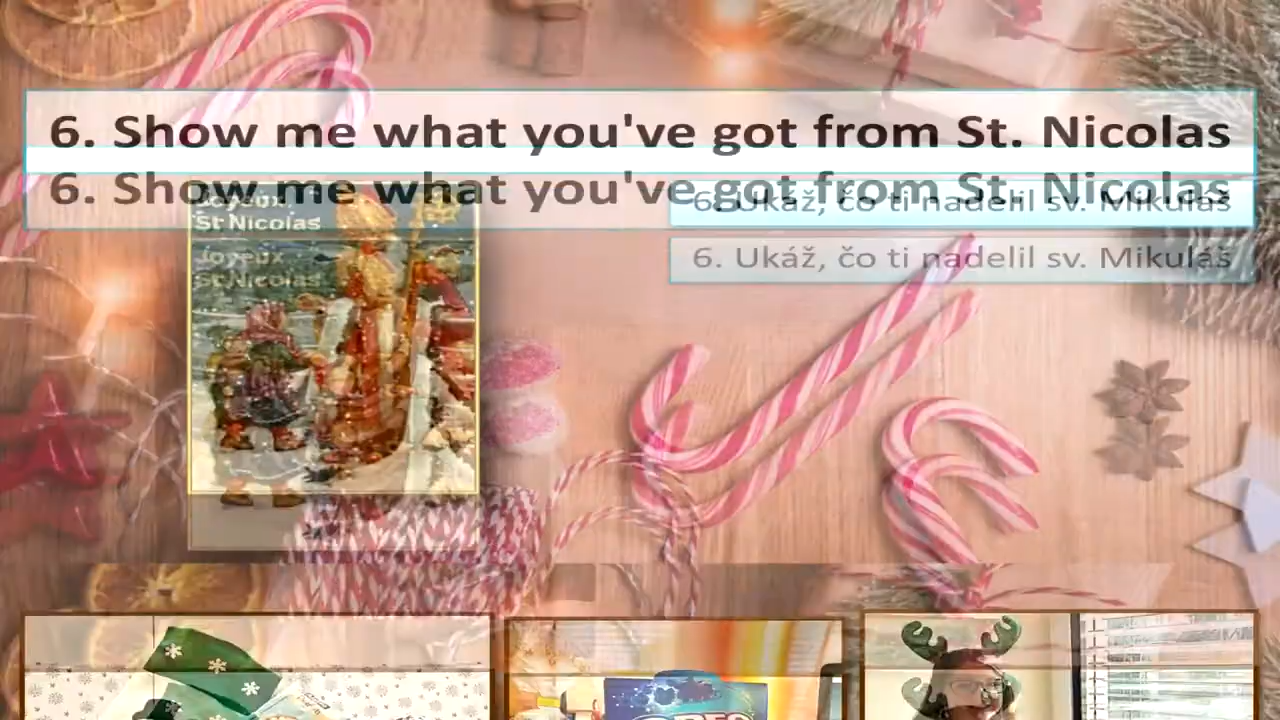 6. Show me what you've got from St. Nicolas
6. Show me what you've got from St. Nicolas
6. Ukáž, čo ti nadelil sv. Mikuláš
6. Ukáž, čo ti nadelil sv. Mikuláš
Joyeux
St Nicolas
Joyeux
St Nicolas
OREO